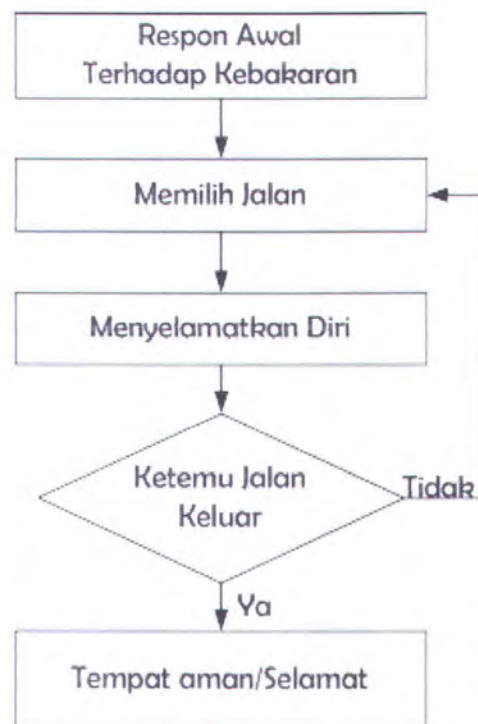 Respon Awal
Terhadap Kebakaran
Memilih Jalan
Menyelamatkan Diri
Ketemu Jalan
Keluar
Tidak
Ya
Tempat aman/Selamat